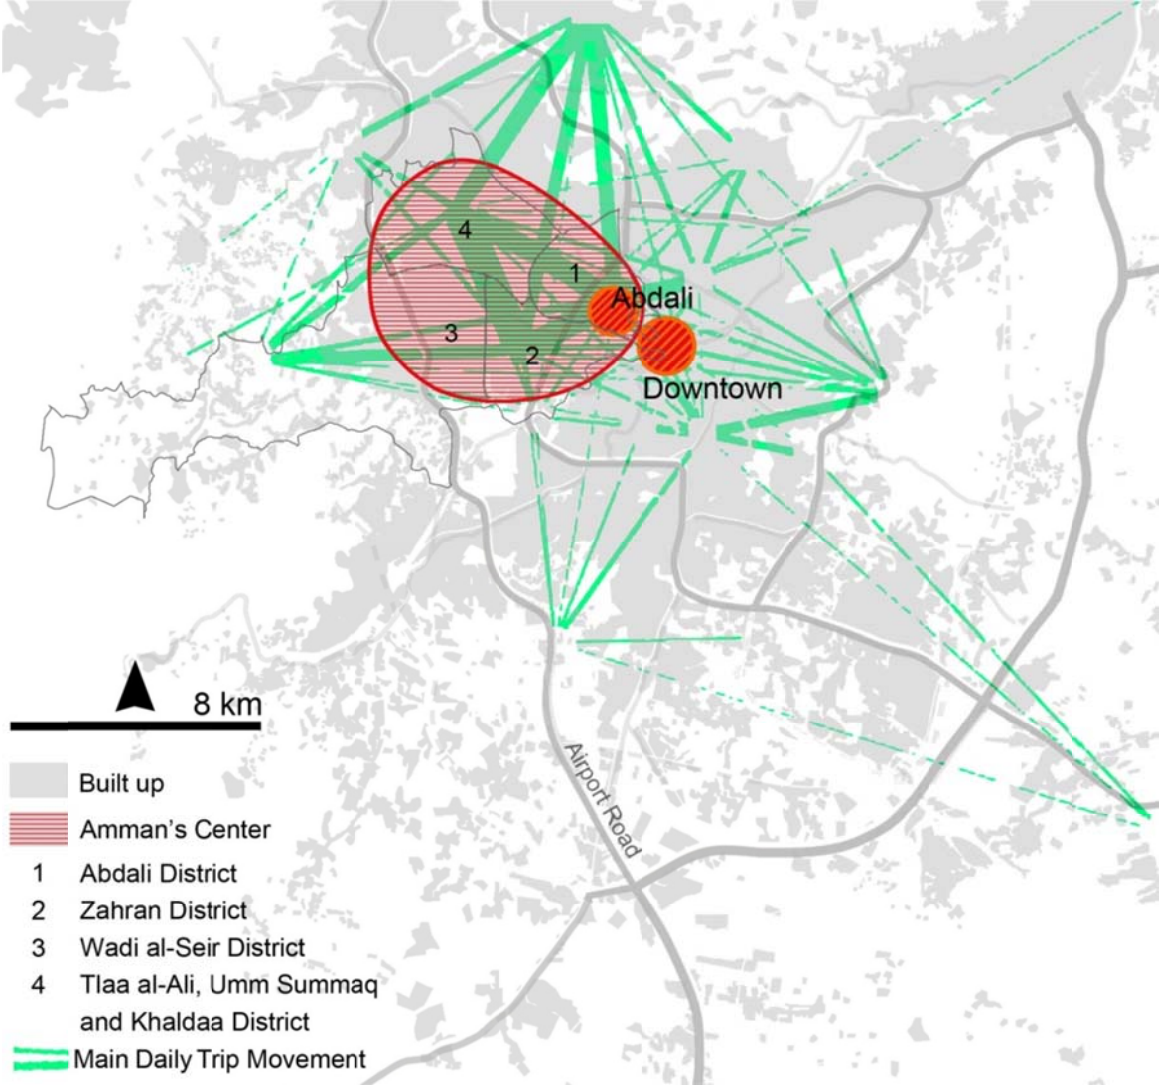 4
1
Abdali
3
2
Downtown
8 km
Airport Road
Built up
Amman's Center
1 Abdali District
2 Zahran District
3 Wadi al-Seir District
4 Tlaa al-Ali, Umm Summaq
and Khaldaa District
Main Daily Trip Movement